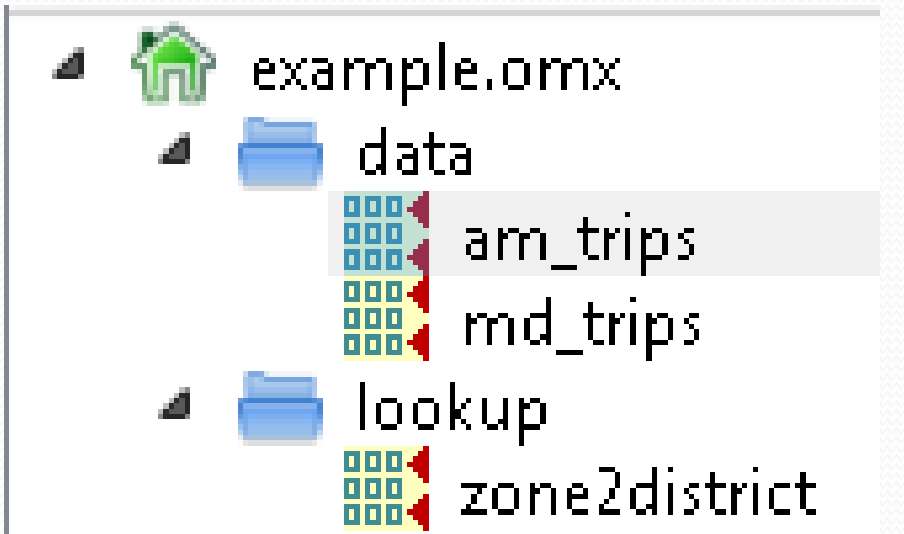 example.omx
data
am_trips
md_trips
lookup
zone2district